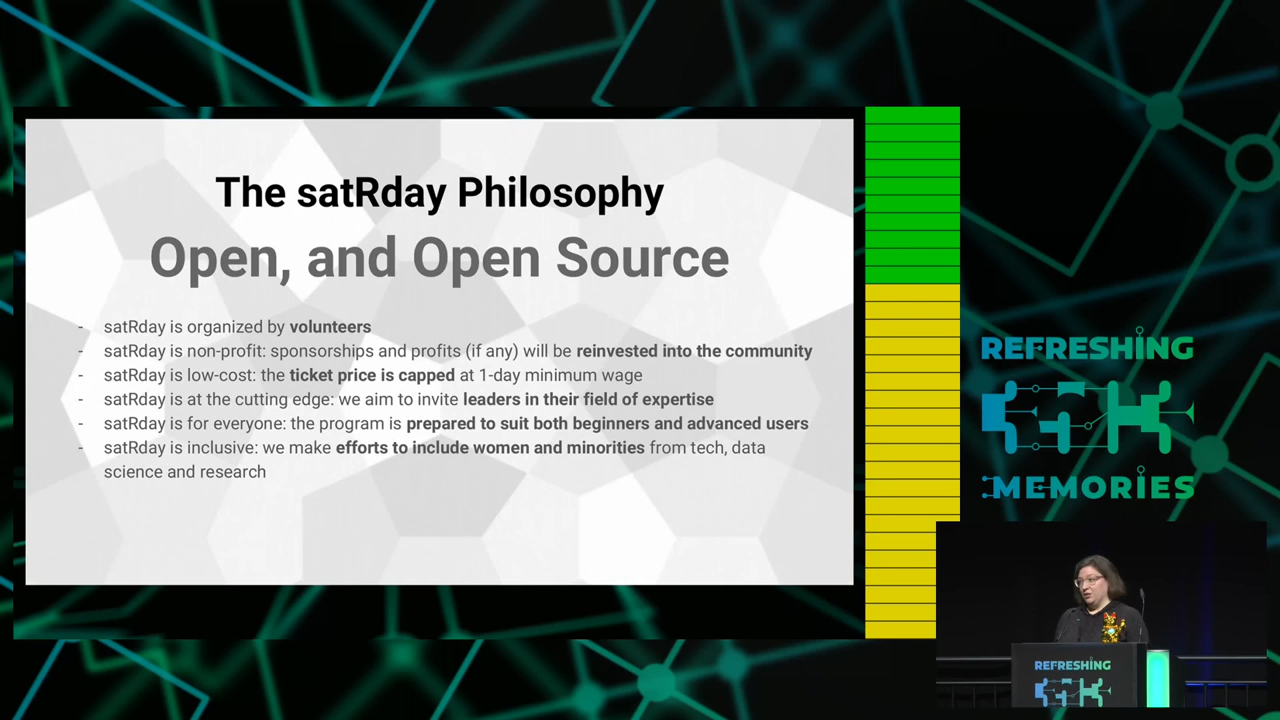 The satRday Philosophy
Open, and Open Source
- satRday is organized by volunteers
- satRday is non-profit: sponsorships and profits (if any) will be reinvested into the community
- satRday is low-cost: the ticket price is capped at 1-day minimum wage
- satRday is at the cutting edge: we aim to invite leaders in their field of expertise
- satRday is for everyone: the program is prepared to suit both beginners and advanced users
- satRday is inclusive: we make efforts to include women and minorities from tech, data
science and research
REFRESHING
37K
MEMORIES
REFRESHING
37K